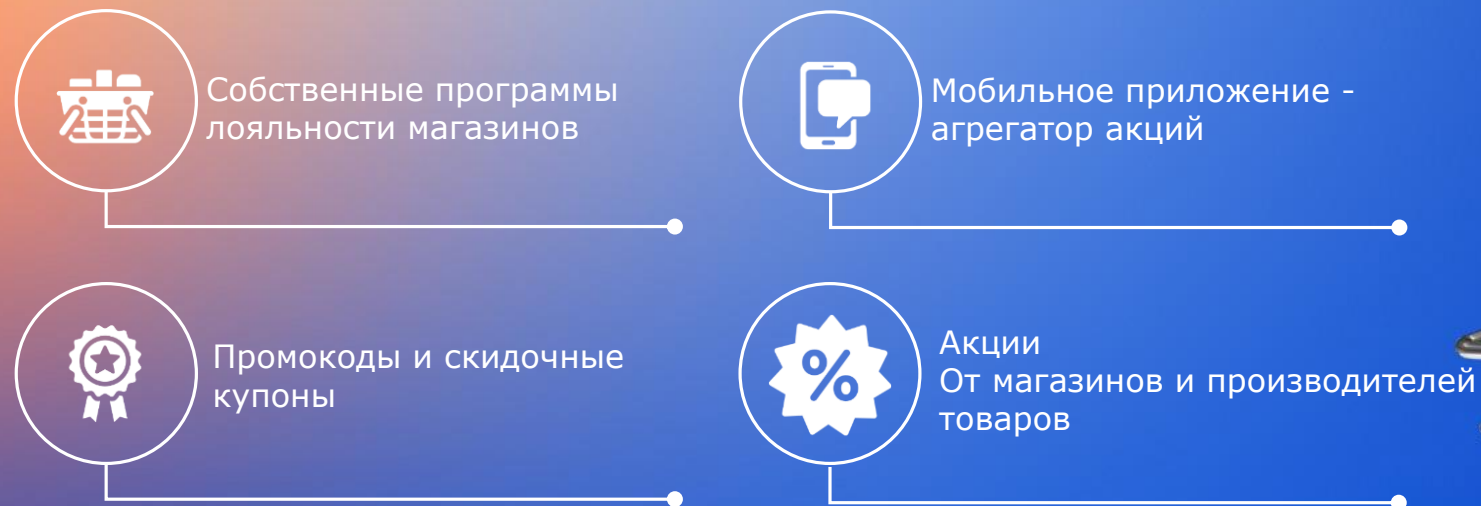 Собственные программы
лояльности магазинов
Мобильное приложение -
агрегатор акций
Промокоды и скидочные
купоны
%
Акции
От магазинов и производителей
товаров